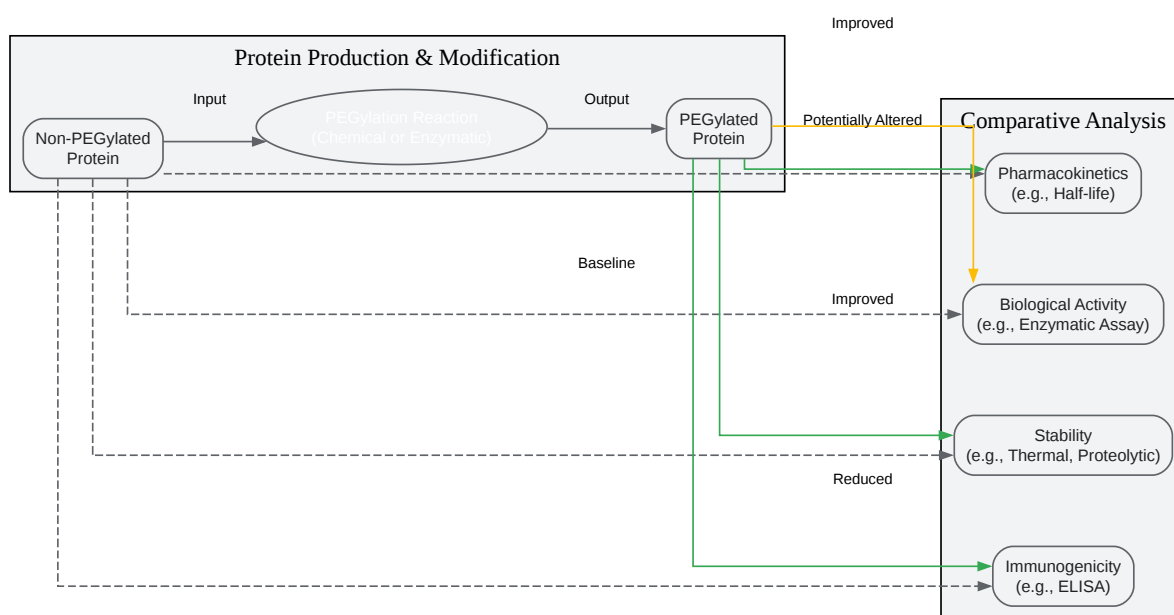 Improved
Protein Production & Modification
Input
PEGylation Reaction
(Chemical or Enzymatic)
Output
Non-PEGylated
Protein
PEGylated
Protein
Potentially Altered
Comparative Analysis
Pharmacokinetics
(e.g., Half-life)
Baseline
Improved
Biological Activity
(e.g., Enzymatic Assay)
Stability
(e.g., Thermal, Proteolytic)
Reduced
Immunogenicity
(e.g., ELISA)